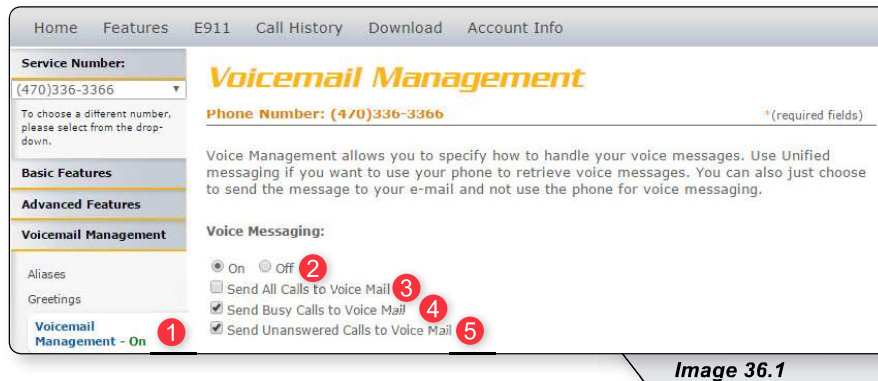 Home Features E911 Call History Download Account Info
Service Number:
(470)336-3366
To choose a different number,
please select from the drop-
down.
Basic Features
Advanced Features
Voicemail Management
Aliases
Greetings
Voicemail
Management - On
1
Voicemail Management
Phone Number: (470)336-3366
*(required fields)
Voice Management allows you to specify how to handle your voice messages. Use Unified
messaging if you want to use your phone to retrieve voice messages. You can also just choose
to send the message to your e-mail and not use the phone for voice messaging.
Voice Messaging:
On Off 2
Send All Calls to Voice Mail 3
Send Busy Calls to Voice Mail 4
Send Unanswered Calls to Voice Mail 5
Image 36.1